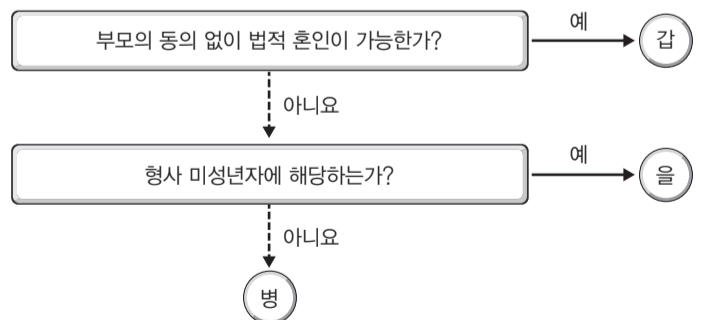 부모의 동의 없이 법적 혼인이 가능한가?
예
갑
아니요
형사 미성년자에 해당하는가?
예
을
아니요
병